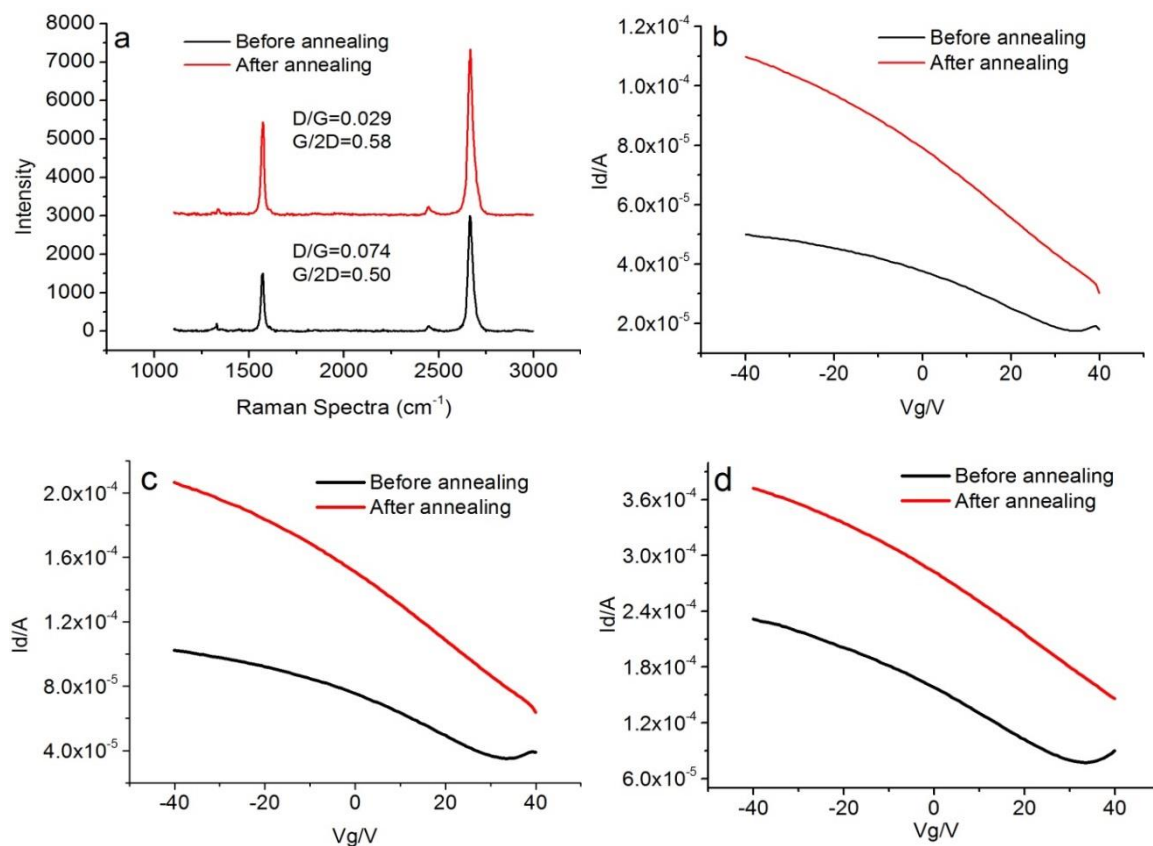 a
Before annealing
After annealing
D/G=0.029
G/2D=0.58
D/G=0.074
G/2D=0.50
8000
7000
6000
5000
4000
3000
2000
1000
0
Intensity
1000 1500 2000 2500 3000
Raman Spectra (cm⁻¹)
b
Before annealing
After annealing
1.2x10⁻⁴
1.1x10⁻⁴
8.0x10⁻⁵
6.0x10⁻⁵
4.0x10⁻⁵
2.0x10⁻⁵
Id/A
-40 -20 0 20 40
Vg/V
c
Before annealing
After annealing
2.0x10⁻⁴
1.6x10⁻⁴
1.2x10⁻⁴
8.0x10⁻⁵
4.0x10⁻⁵
Id/A
-40 -20 0 20 40
Vg/V
d
Before annealing
After annealing
3.6x10⁻⁴
3.0x10⁻⁴
2.4x10⁻⁴
1.8x10⁻⁴
1.2x10⁻⁴
6.0x10⁻⁵
Id/A
-40 -20 0 20 40
Vg/V